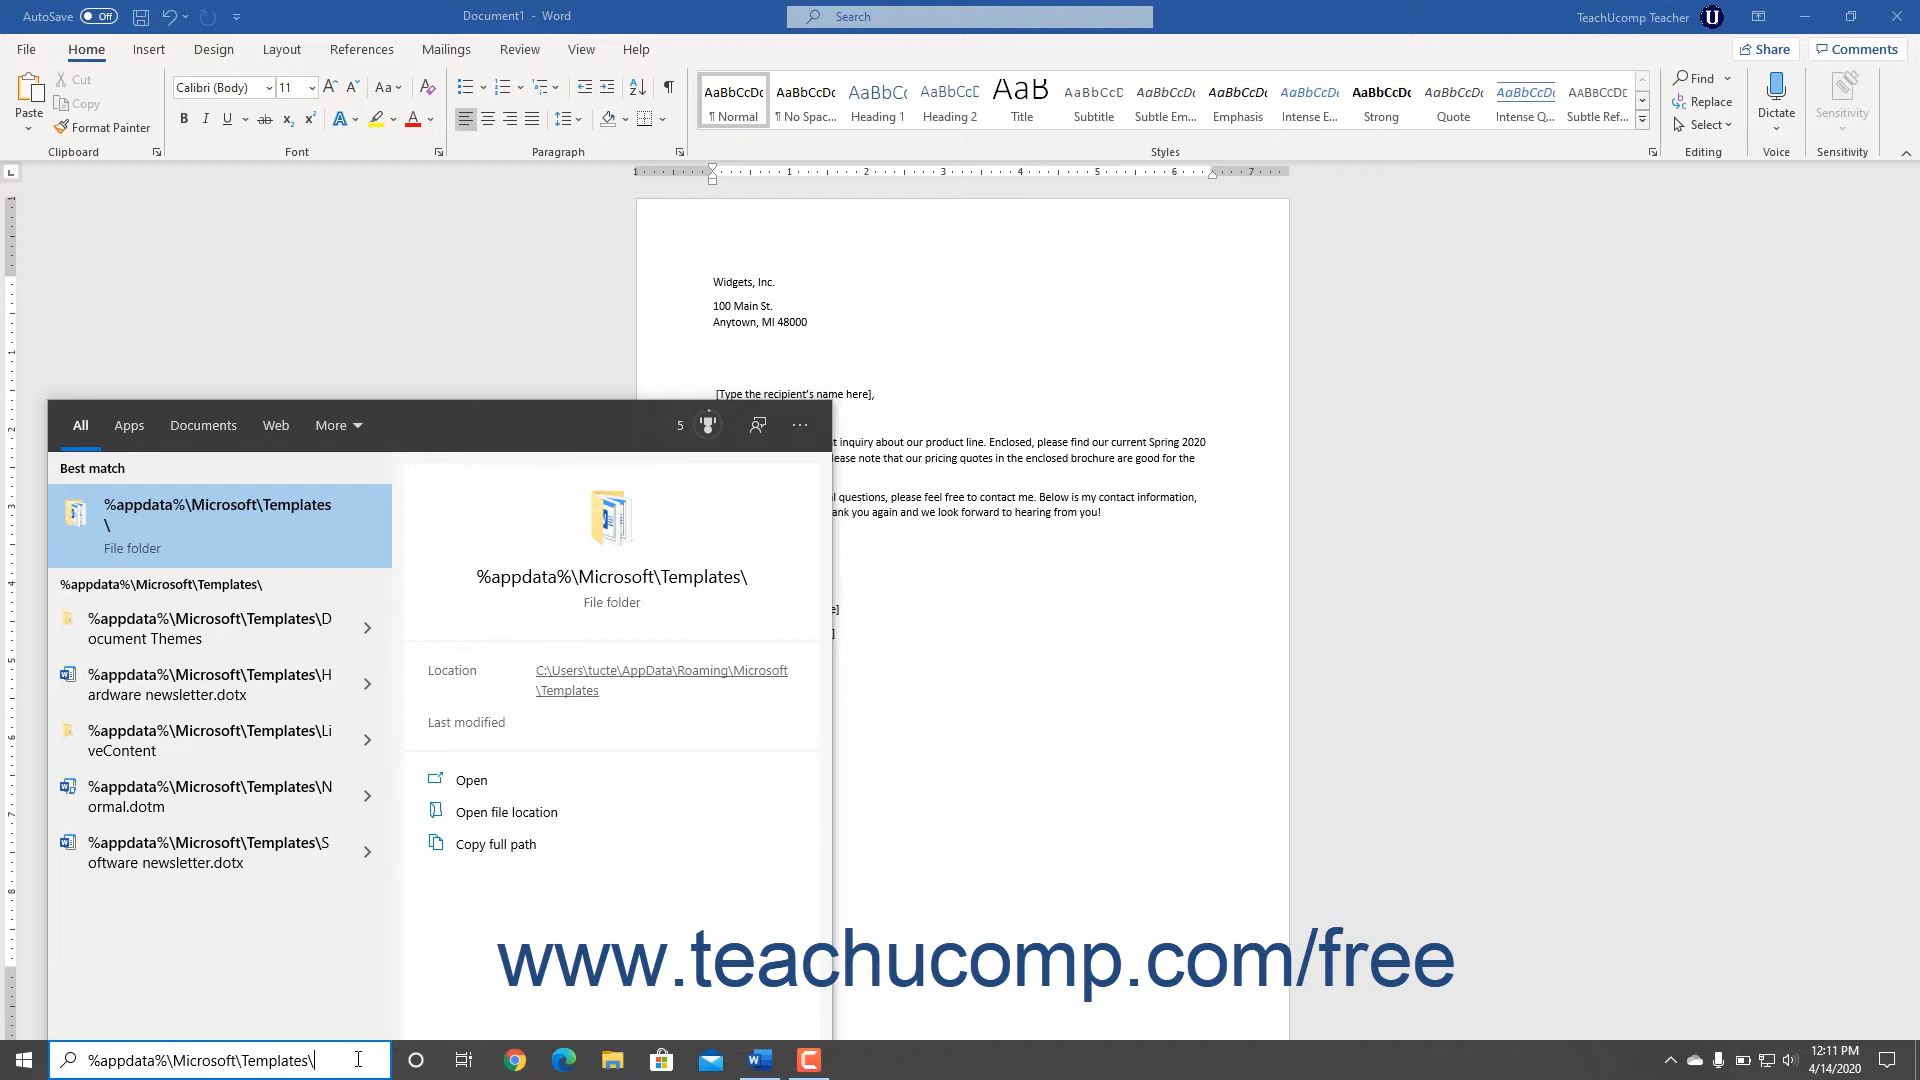 AutoSave Off
Document1 - Word
Search
TeachUcomp Teacher
U
File Home Insert Design Layout References Mailings Review View Help
Share
Comments
Paste
Cut
Copy
Format Painter
Clipboard
Calibri (Body) 11
Font
Paragraph
AaBbCcDc
¶ Normal
AaBbCcDc
¶ No Spac...
AaBbCc
Heading 1
AaBbCcD
Heading 2
AaB
Title
AaBbCcD
Subtitle
AaBbCcDc
Subtle Em...
AaBbCcDc
Emphasis
AaBbCcDc
Intense E...
AaBbCcDc
Strong
AaBbCcDc
Quote
AaBbCcDc
Intense Q...
AaBbCcDc
Subtle Ref...
Styles
Find
Replace
Select
Editing
Dictate
Voice
Sensitivity
Sensitivity
1 1 2 3 4 5 6 7
Widgets, Inc.
100 Main St.
Anytown, MI 48000
[Type the recipient's name here],
t inquiry about our product line. Enclosed, please find our current Spring 2020
ease note that our pricing quotes in the enclosed brochure are good for the
l questions, please feel free to contact me. Below is my contact information,
ank you again and we look forward to hearing from you!
e]
]
All Apps Documents Web More
5
Best match
%appdata%\Microsoft\Templates
\
File folder
%appdata%\Microsoft\Templates\
%appdata%\Microsoft\Templates\D
ocument Themes
%appdata%\Microsoft\Templates\H
ardware newsletter.dotx
%appdata%\Microsoft\Templates\Li
veContent
%appdata%\Microsoft\Templates\N
ormal.dotm
%appdata%\Microsoft\Templates\S
oftware newsletter.dotx
%appdata%\Microsoft\Templates\
File folder
Location
C:\Users\tucte\AppData\Roaming\Microsoft
\Templates
Last modified
Open
Open file location
Copy full path
www.teachucomp.com/free
%appdata%\Microsoft\Templates\
12:11 PM
4/14/2020